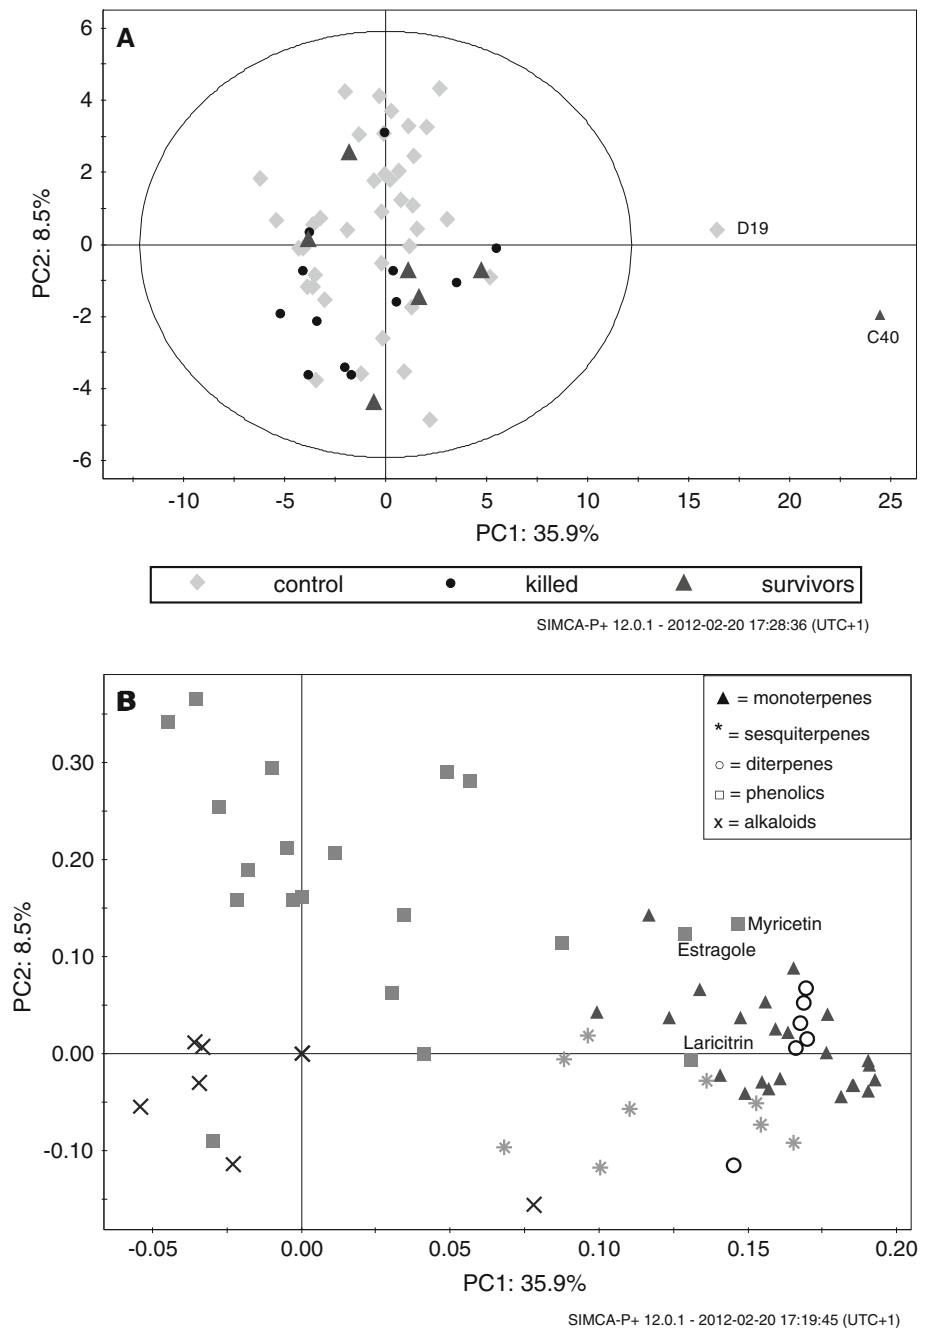 A
6
4
2
0
-2
-4
-6
PC2: 8.5%
D19
C40
-10 -5 0 5 10 15 20 25
PC1: 35.9%
control killed survivors
SIMCA-P+ 12.0.1 - 2012-02-20 17:28:36 (UTC+1)
B
▲ = monoterpenes
* = sesquiterpenes
○ = diterpenes
□ = phenolics
x = alkaloids
0.30
0.20
0.10
0.00
-0.10
PC2: 8.5%
Myricetin
Estragole
Laricitrin
-0.05 0.00 0.05 0.10 0.15 0.20
PC1: 35.9%
SIMCA-P+ 12.0.1 - 2012-02-20 17:19:45 (UTC+1)